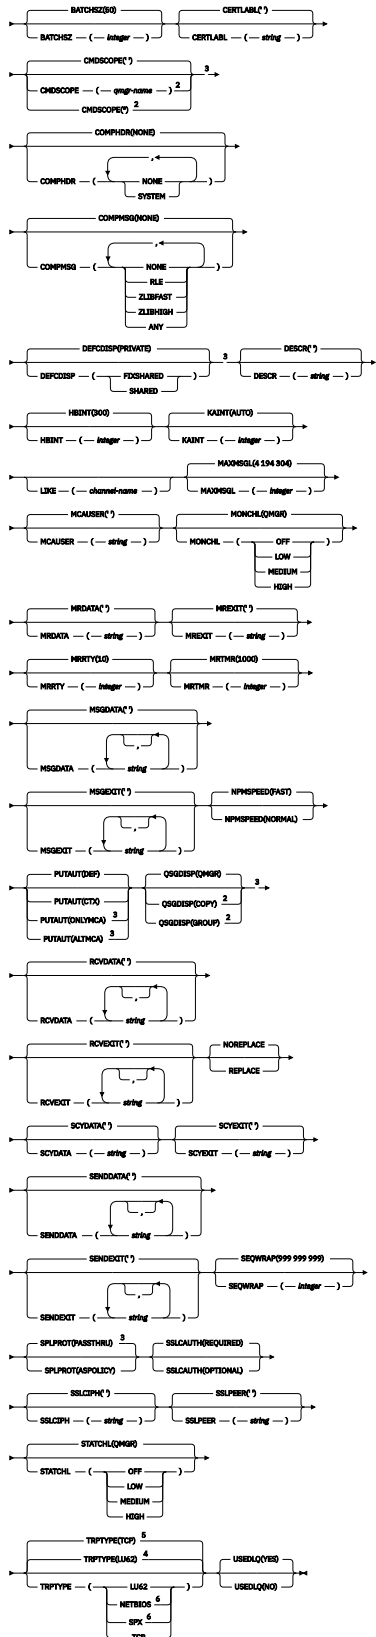 BATCHSZ(50) CERTLABL(' ')
BATCHSZ ( integer ) CERTLABL ( string )
CMDSCOPE(' ')
CMDSCOPE ( qmgr-name ) 2 3
CMDSCOPE(*) 2
COMPHDR(NONE)
,
COMPHDR ( NONE )
SYSTEM
COMPMSG(NONE)
,
COMPMSG ( NONE )
RLE
ZLIBFAST
ZLIBHIGH
ANY
DEFCDISP(PRIVATE) 3 DESCR(' ')
DEFCDISP ( FIXSHARED ) DESCR ( string )
SHARED
HBINT(300) KAINT(AUTO)
HBINT ( integer ) KAINT ( integer )
MAXMSGL(4 194 304)
LIKE ( channel-name ) MAXMSGL ( integer )
MCAUSER(' ') MONCHL(QMGR)
MCAUSER ( string ) MONCHL ( OFF )
LOW
MEDIUM
HIGH
MRDATA(' ') MREXIT(' ')
MRDATA ( string ) MREXIT ( string )
MRRTY(10) MRTMR(1000)
MRRTY ( integer ) MRTMR ( integer )
MSGDATA(' ')
,
MSGDATA ( string )
MSGEXIT(' ') NPMSPEED(FAST)
, NPMSPEED(NORMAL)
MSGEXIT ( string )
PUTAUT(DEF) QSGDISP(QMGR) 3
PUTAUT(CTX) QSGDISP(COPY) 2
PUTAUT(ONLYMCA) 3 QSGDISP(GROUP) 2
PUTAUT(ALTMCA) 3
RCVDATA(' ')
,
RCVDATA ( string )
RCVEXIT(' ') NOREPLACE
, REPLACE
RCVEXIT ( string )
SCYDATA(' ') SCYEXIT(' ')
SCYDATA ( string ) SCYEXIT ( string )
SENDDATA(' ')
,
SENDDATA ( string )
SENDEXIT(' ') SEQWRAP(999 999 999)
, SEQWRAP ( integer )
SENDEXIT ( string )
SPLPROT(PASSTHRU) 3 SSLCAUTH(REQUIRED)
SPLPROT(ASPOLICY) SSLCAUTH(OPTIONAL)
SSLCIPH(' ') SSLPEER(' ')
SSLCIPH ( string ) SSLPEER ( string )
STATCHL(QMGR)
STATCHL ( OFF )
LOW
MEDIUM
HIGH
TRPTYPE(TCP) 5
TRPTYPE(LU62) 4 USEDLQ(YES)
TRPTYPE ( LU62 ) USEDLQ(NO)
NETBIOS 6
SPX 6